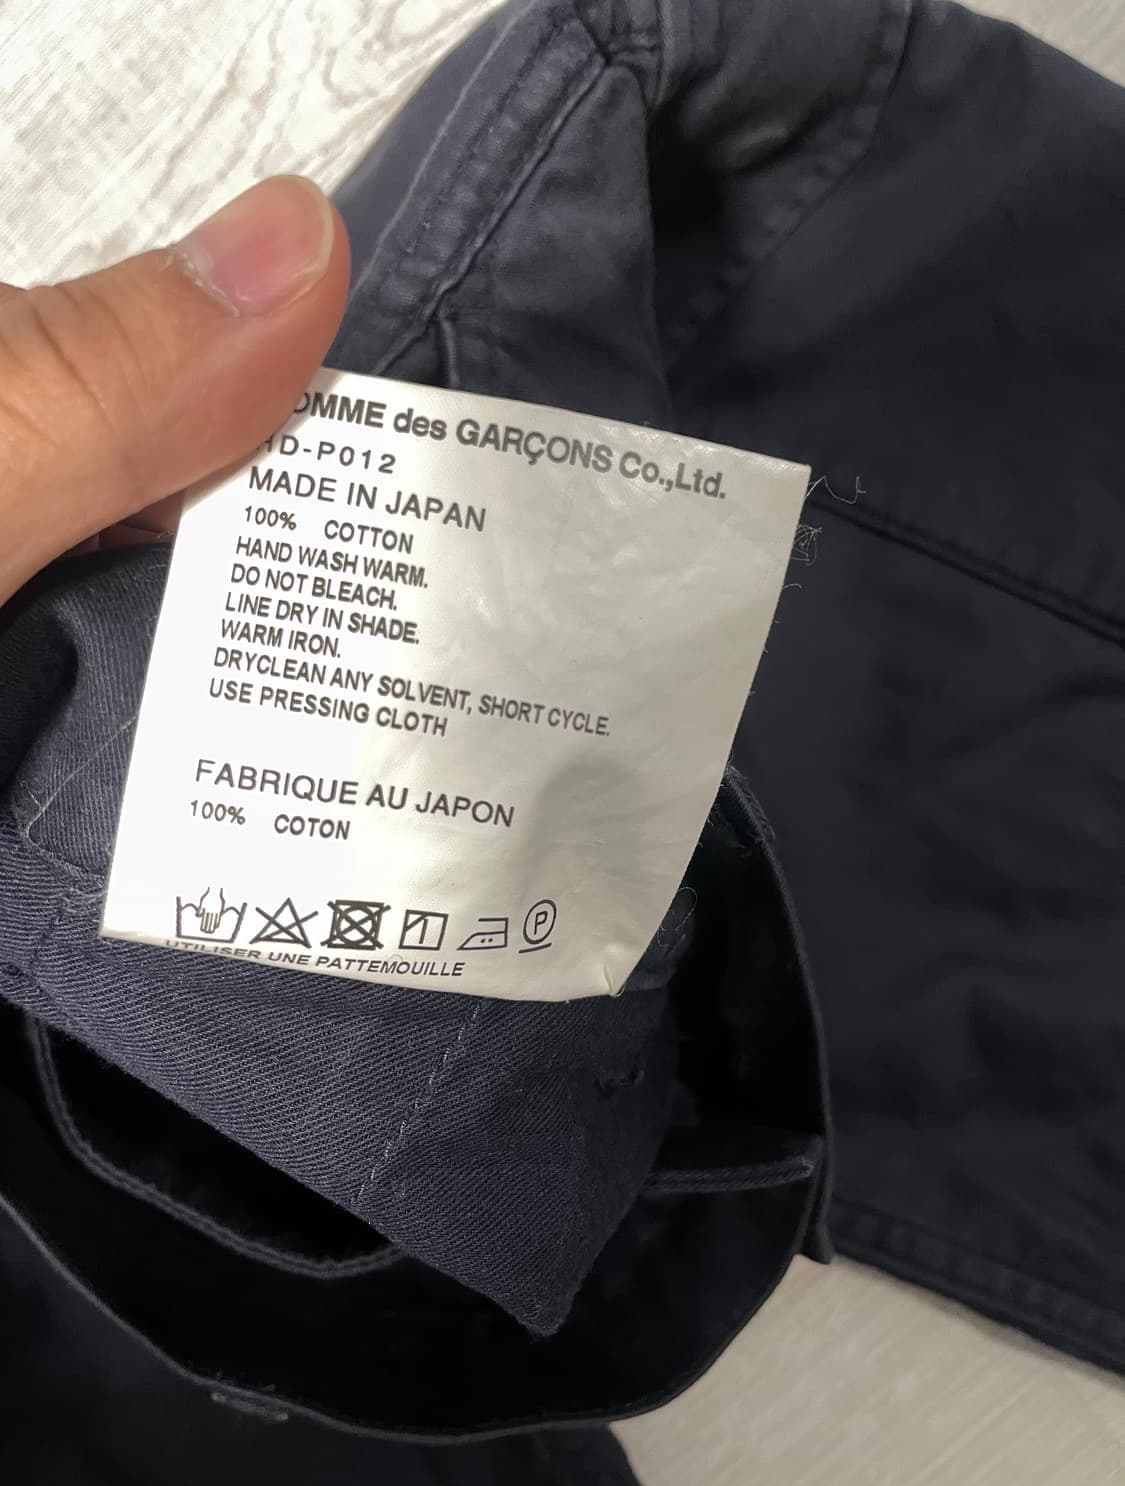 OMME des GARÇONS Co.,Ltd.
D-P012
MADE IN JAPAN
100% COTTON
HAND WASH WARM.
DO NOT BLEACH.
LINE DRY IN SHADE.
WARM IRON.
DRYCLEAN ANY SOLVENT, SHORT CYCLE.
USE PRESSING CLOTH
FABRIQUE AU JAPON
100% COTON
P
UTILISER UNE PATTEMOUILLE